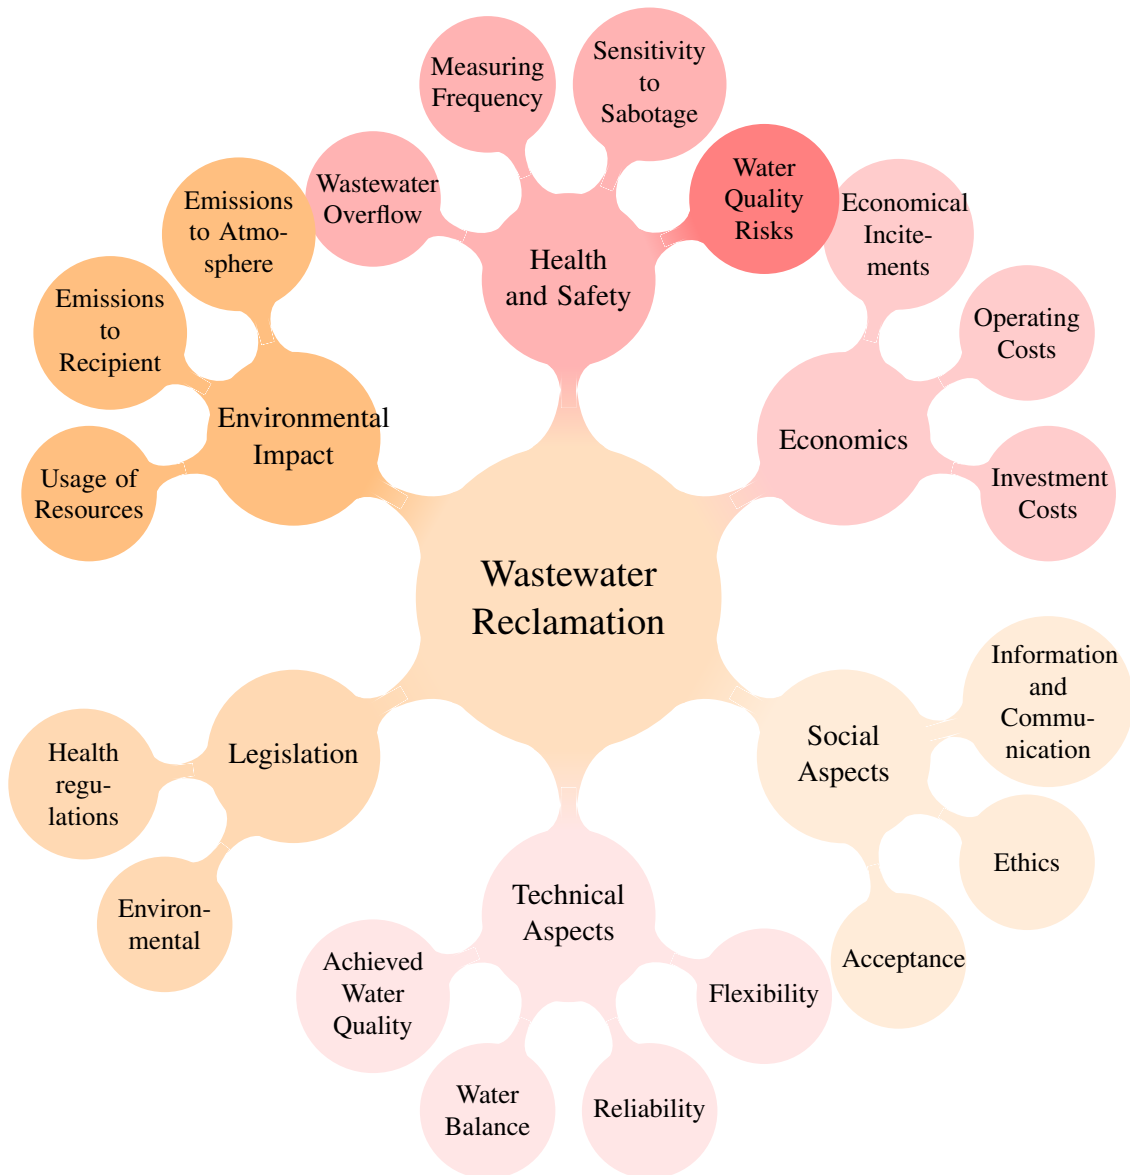 Wastewater
Reclamation
Health
and Safety
Wastewater
Overflow
Measuring
Frequency
Sensitivity
to
Sabotage
Water
Quality
Risks
Economics
Economical
Incite-
ments
Operating
Costs
Investment
Costs
Social
Aspects
Information
and
Commu-
nication
Ethics
Acceptance
Technical
Aspects
Flexibility
Reliability
Water
Balance
Achieved
Water
Quality
Legislation
Environ-
mental
Health
regu-
lations
Environmental
Impact
Usage of
Resources
Emissions
to
Recipient
Emissions
to Atmo-
sphere